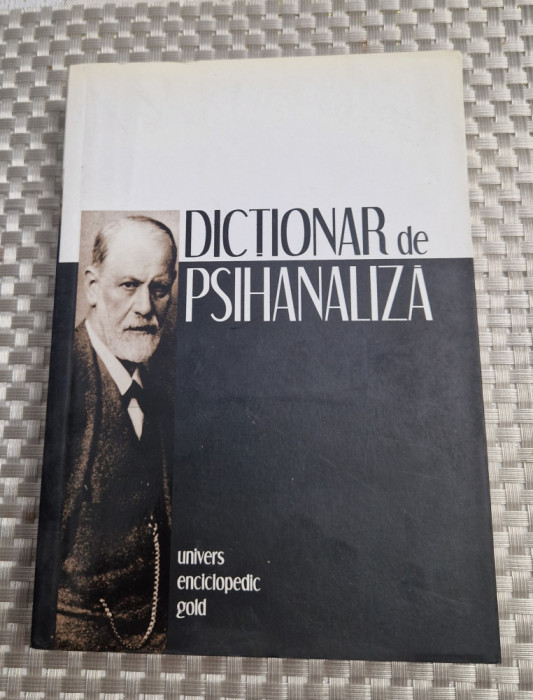 DICȚIONAR de
PSIHANALIZĂ
univers
enciclopedic
gold